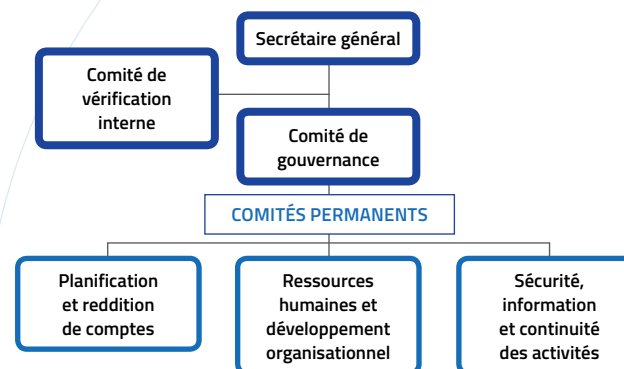 Secrétaire général
Comité de
vérification
interne
Comité de
gouvernance
COMITÉS PERMANENTS
Planification
et reddition
de comptes
Ressources
humaines et
développement
organisationnel
Sécurité,
information
et continuité
des activités